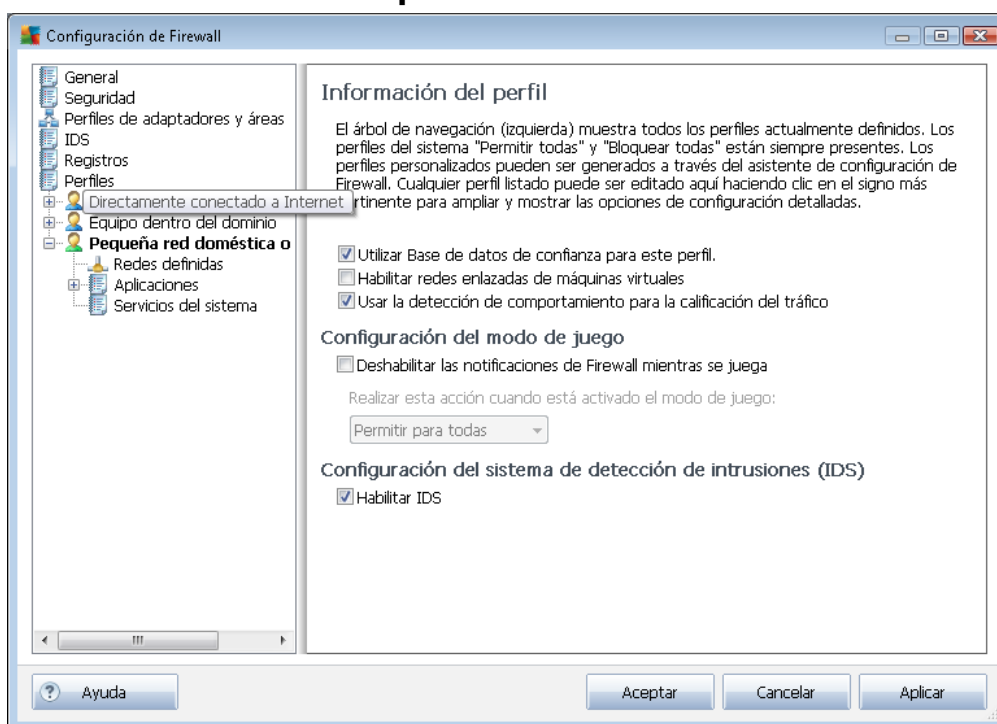 Configuración de Firewall
General
Seguridad
Perfiles de adaptadores y áreas
IDS
Registros
Perfiles
Directamente conectado a Internet
Equipo dentro del dominio
Pequeña red doméstica o
Redes definidas
Aplicaciones
Servicios del sistema
Información del perfil
El árbol de navegación (izquierda) muestra todos los perfiles actualmente definidos. Los
perfiles del sistema "Permitir todas" y "Bloquear todas" están siempre presentes. Los
perfiles personalizados pueden ser generados a través del asistente de configuración de
Firewall. Cualquier perfil listado puede ser editado aquí haciendo clic en el signo más
rtinente para ampliar y mostrar las opciones de configuración detalladas.
Utilizar Base de datos de confianza para este perfil.
Habilitar redes enlazadas de máquinas virtuales
Usar la detección de comportamiento para la calificación del tráfico
Configuración del modo de juego
Deshabilitar las notificaciones de Firewall mientras se juega
Realizar esta acción cuando está activado el modo de juego:
Permitir para todas
Configuración del sistema de detección de intrusiones (IDS)
Habilitar IDS
Ayuda
Aceptar
Cancelar
Aplicar